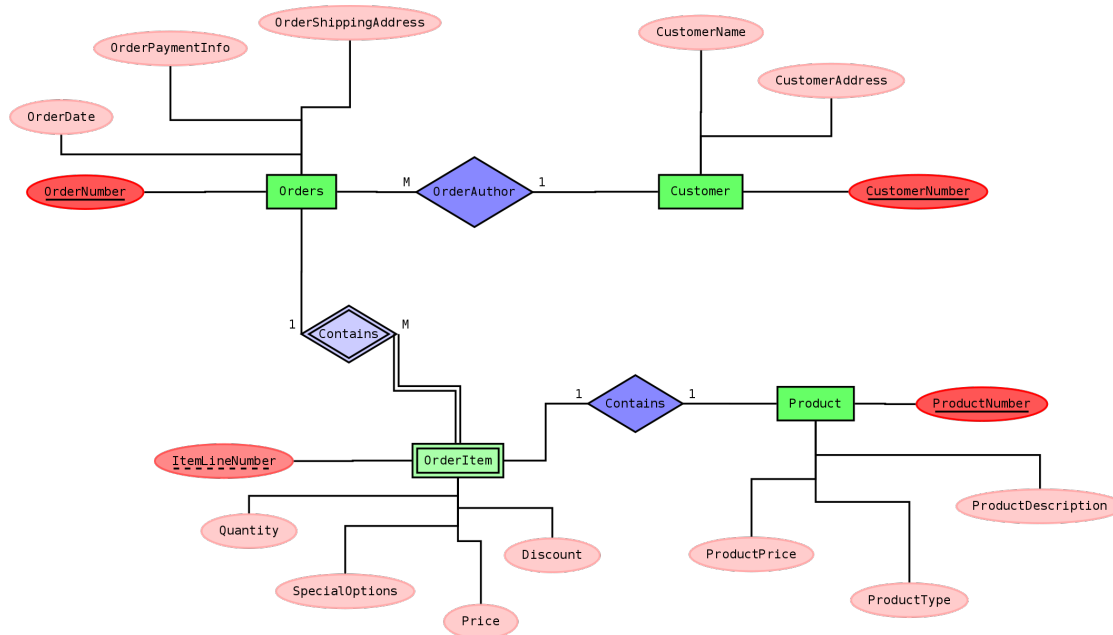 OrderShippingAddress
CustomerName
OrderPaymentInfo
CustomerAddress
OrderDate
OrderNumber
Orders
M
OrderAuthor
1
Customer
CustomerNumber
1
Contains
M
1
Contains
1
Product
ProductNumber
ItemLineNumber
OrderItem
Quantity
SpecialOptions
Price
Discount
ProductPrice
ProductType
ProductDescription